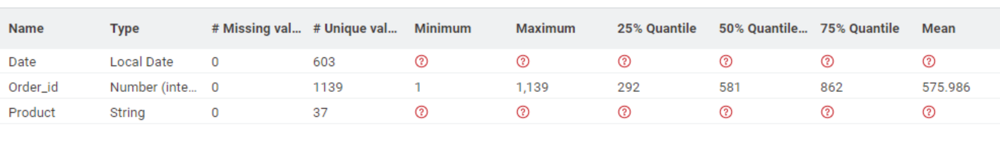 Name Type # Missing val... # Unique val... Minimum Maximum 25% Quantile 50% Quantile... 75% Quantile Mean
Date Local Date 0 603 ? ? ? ? ? ?
Order_id Number (inte... 0 1139 1 1,139 292 581 862 575.986
Product String 0 37 ? ? ? ? ? ?